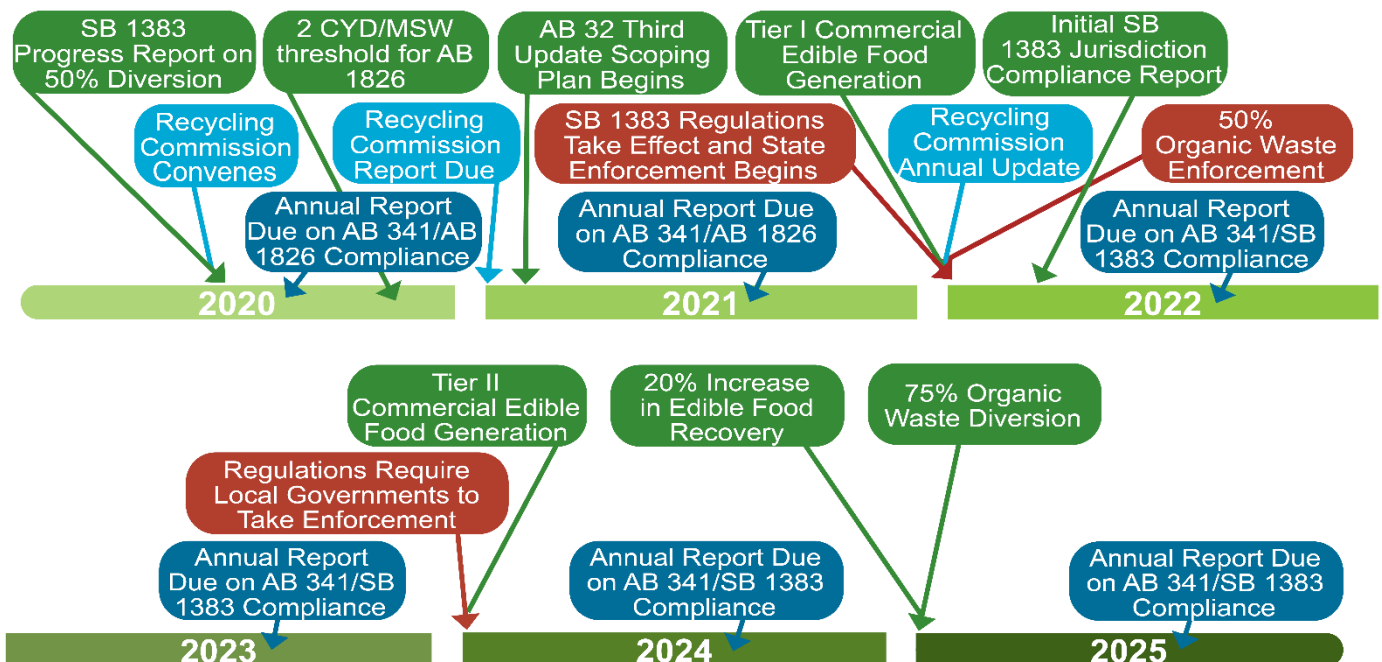 SB 1383
Progress Report on
50% Diversion
2 CYD/MSW
threshold for AB
1826
AB 32 Third
Update Scoping
Plan Begins
Tier I Commercial
Edible Food
Generation
Initial SB
1383 Jurisdiction
Compliance Report
Recycling
Commission
Convenes
Recycling
Commission
Report Due
SB 1383 Regulations
Take Effect and State
Enforcement Begins
Recycling
Commission
Annual Update
50%
Organic Waste
Enforcement
Annual Report
Due on AB 341/AB
1826 Compliance
Annual Report Due
on AB 341/AB 1826
Compliance
Annual Report
Due on AB 341/SB
1383 Compliance
2020
2021
2022
Tier II
Commercial Edible
Food Generation
20% Increase
in Edible Food
Recovery
75% Organic
Waste Diversion
Regulations Require
Local Governments to
Take Enforcement
Annual Report
Due on AB 341/SB
1383 Compliance
Annual Report Due
on AB 341/SB 1383
Compliance
Annual Report Due
on AB 341/SB 1383
Compliance
2023
2024
2025